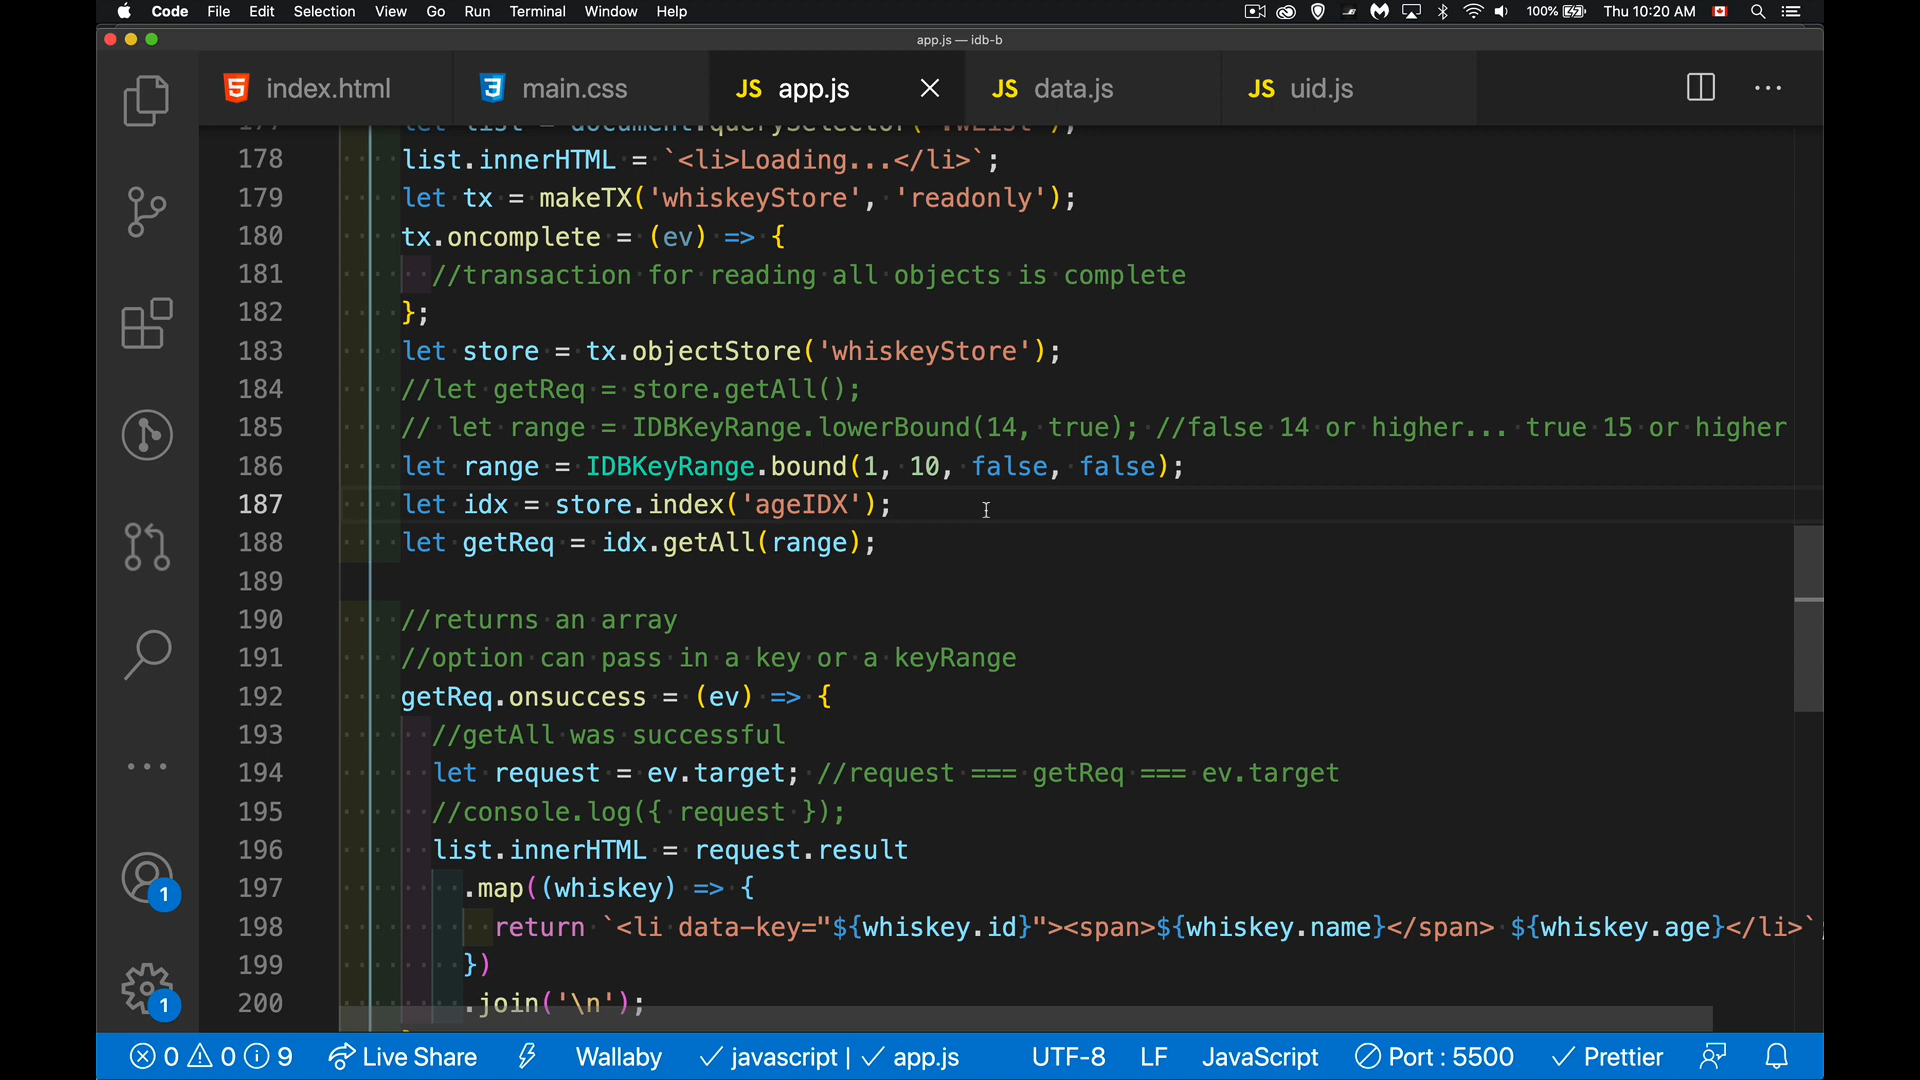 Code File Edit Selection View Go Run Terminal Window Help 100% Thu 10:20 AM
app.js — idb-b
index.html main.css JS app.js JS data.js JS uid.js
177 let list = document.querySelector('.wList');
178 list.innerHTML = `<li>Loading...</li>`;
179 let tx = makeTX('whiskeyStore', 'readonly');
180 tx.oncomplete = (ev) => {
181 //transaction for reading all objects is complete
182 };
183 let store = tx.objectStore('whiskeyStore');
184 //let getReq = store.getAll();
185 // let range = IDBKeyRange.lowerBound(14, true); //false 14 or higher... true 15 or higher
186 let range = IDBKeyRange.bound(1, 10, false, false);
187 let idx = store.index('ageIDX');
188 let getReq = idx.getAll(range);
189
190 //returns an array
191 //option can pass in a key or a keyRange
192 getReq.onsuccess = (ev) => {
193 //getAll was successful
194 let request = ev.target; //request === getReq === ev.target
195 //console.log({ request });
196 list.innerHTML = request.result
197 .map((whiskey) => {
198 return `<li data-key="${whiskey.id}"><span>${whiskey.name}</span> ${whiskey.age}</li>`;
199 })
200 .join('\n');
1
1
0 0 9 Live Share Wallaby javascript | app.js UTF-8 LF JavaScript Port : 5500 Prettier